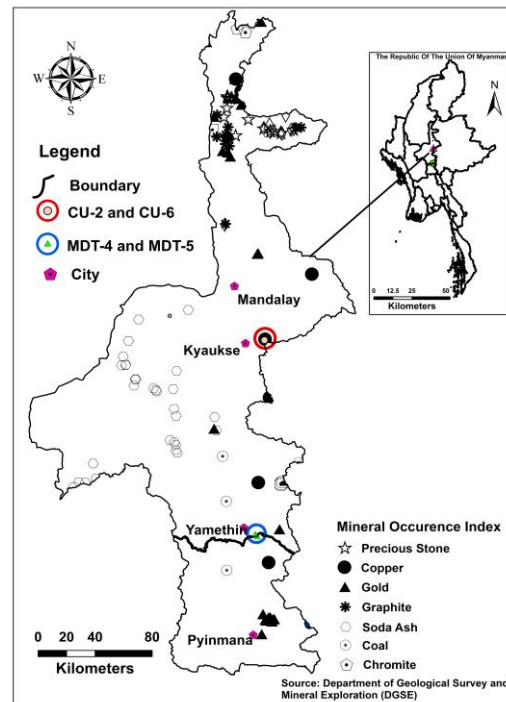 N
W
E
S
Legend
Boundary
CU-2 and CU-6
MDT-4 and MDT-5
City
The Republic Of The Union Of Myanmar
N
0 12.5 25 50
Kilometers
Mandalay
Kyaukse
Yamethin
Pyinmana
Mineral Occurence Index
Precious Stone
Copper
Gold
Graphite
Soda Ash
Coal
Chromite
0 20 40 80
Kilometers
Source: Department of Geological Survey and
Mineral Exploration (DGSE)